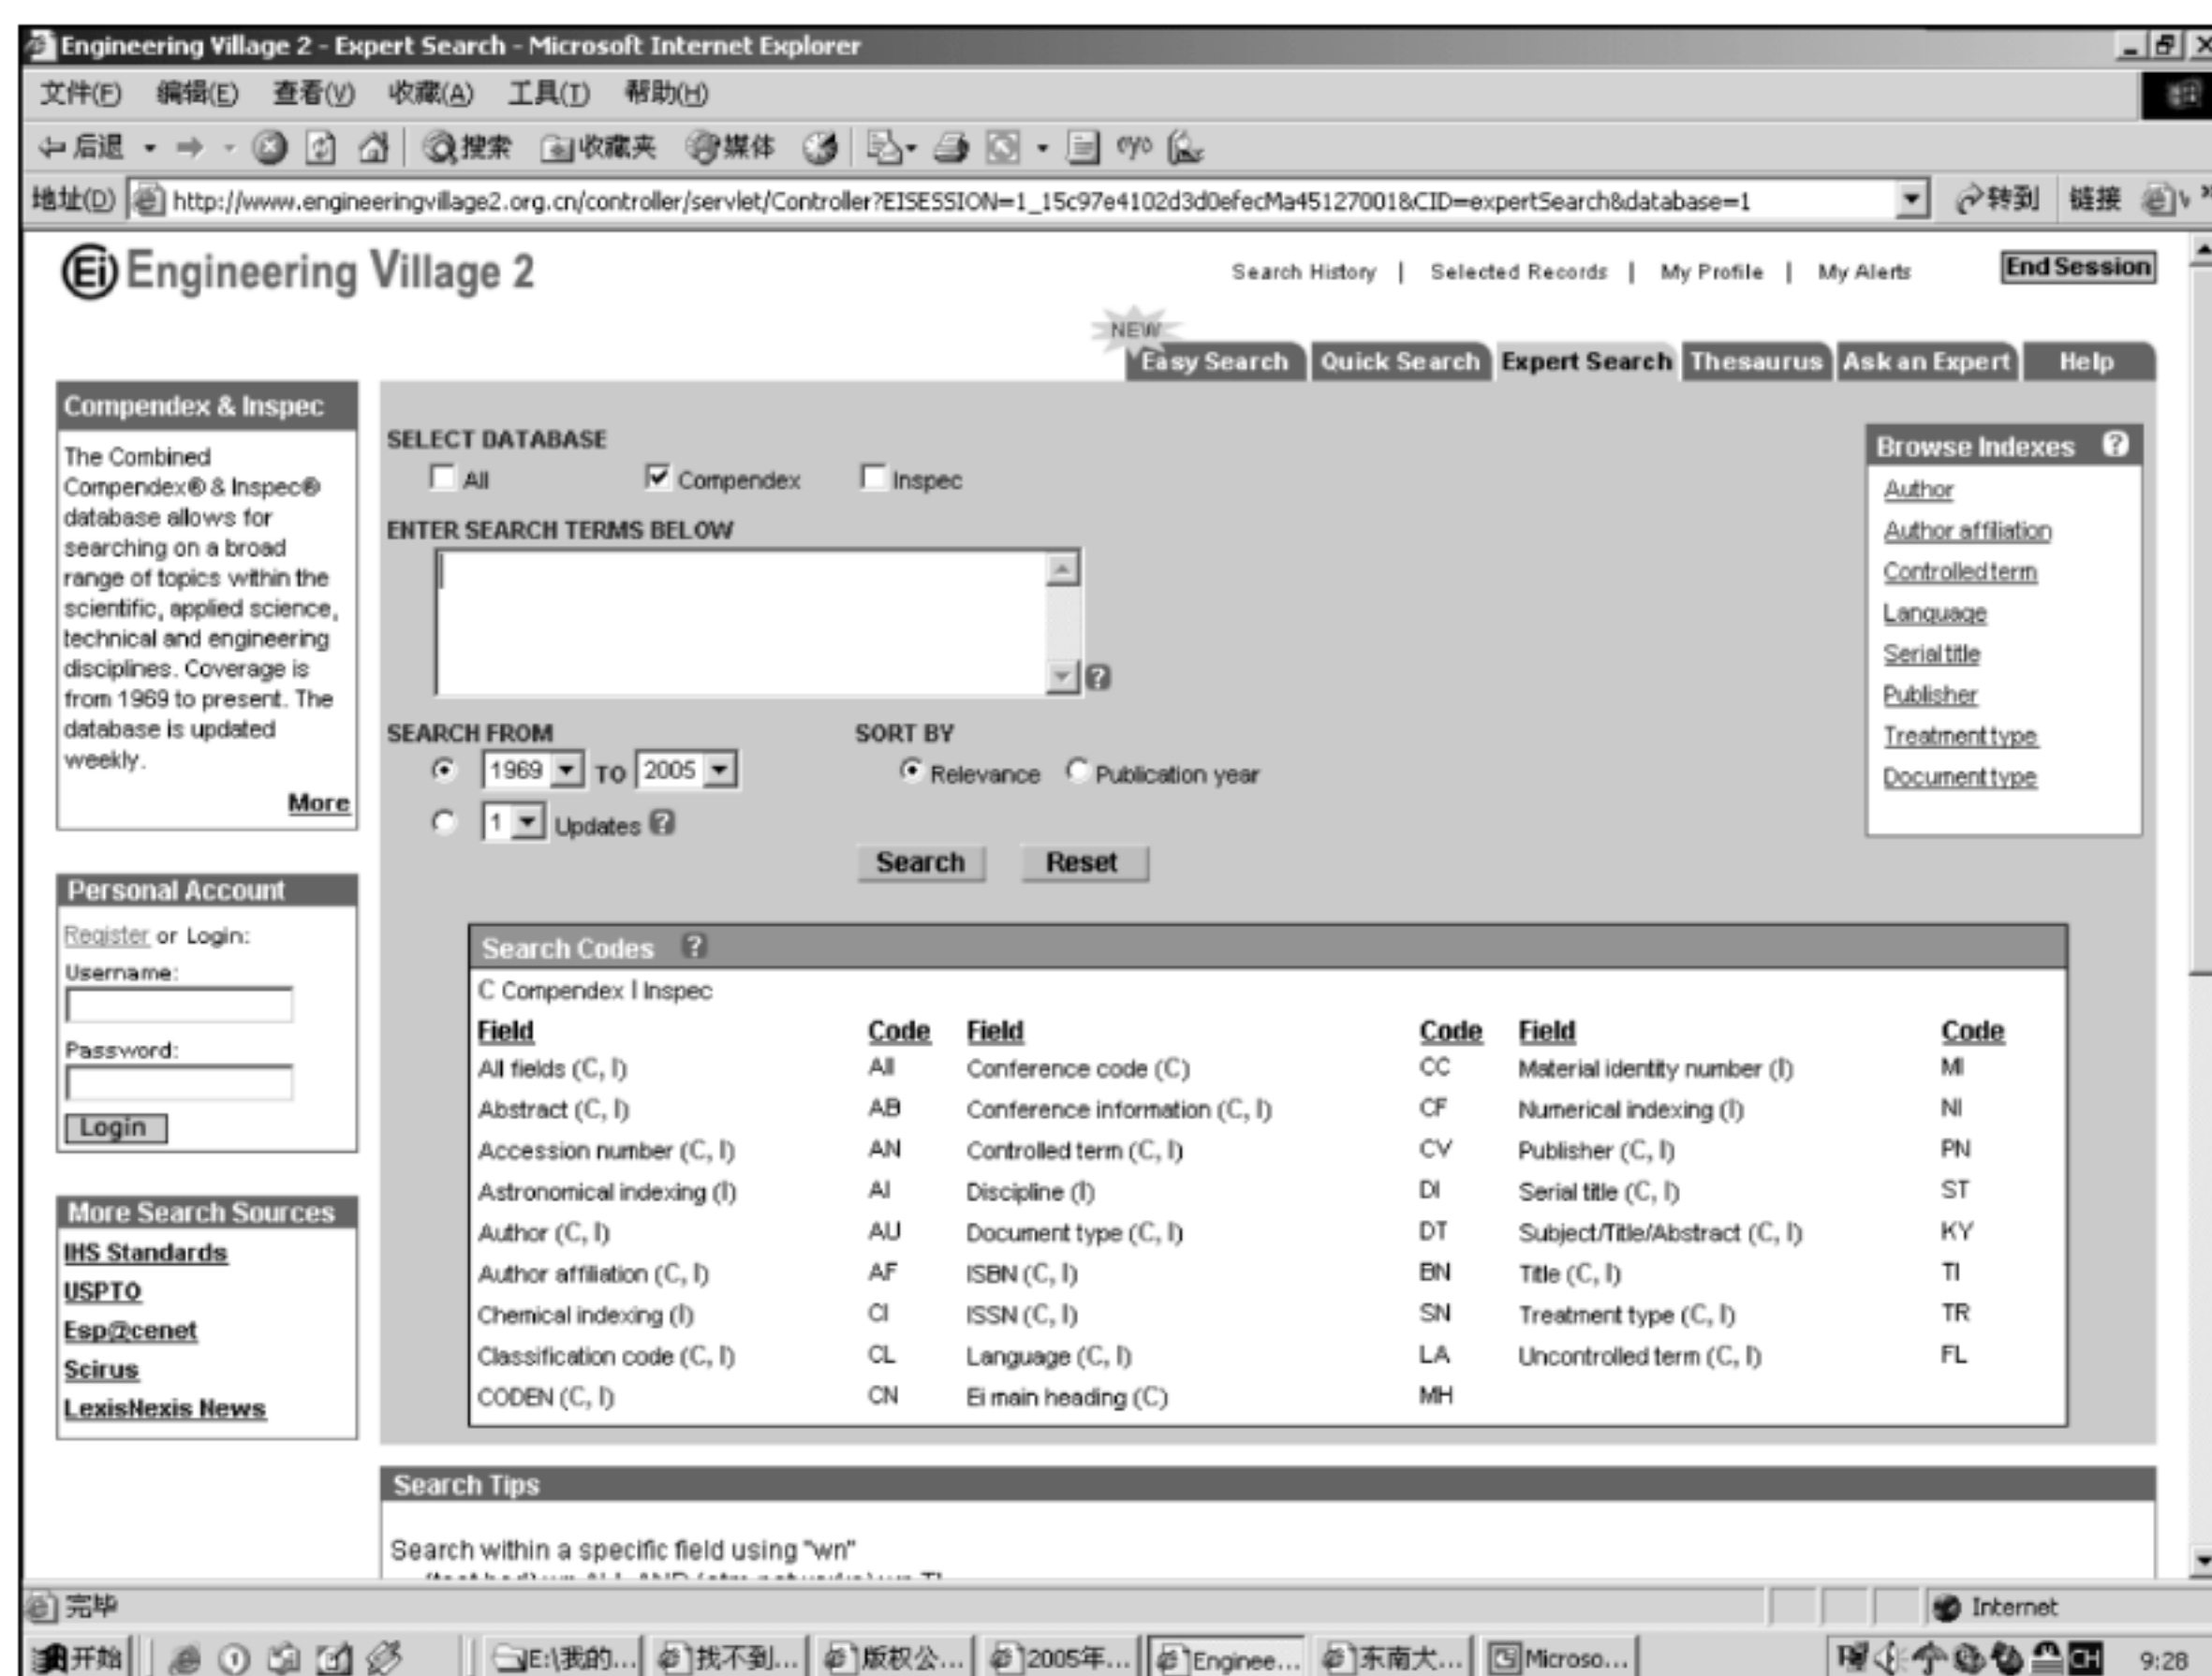 Engineering Village 2 - Expert Search - Microsoft Internet Explorer
文件(F) 编辑(E) 查看(V) 收藏(A) 工具(T) 帮助(H)
后退 搜索 收藏夹 媒体
地址(D) http://www.engineeringvillage2.org.cn/controller/servlet/Controller?EISESSION=1_15c97e4102d3d0efecMa45127001&CID=expertSearch&database=1 转到 链接
Ei Engineering Village 2
Search History | Selected Records | My Profile | My Alerts End Session
NEW
Easy Search Quick Search Expert Search Thesaurus Ask an Expert Help
Compendex & Inspec
The Combined
Compendex® & Inspec®
database allows for
searching on a broad
range of topics within the
scientific, applied science,
technical and engineering
disciplines. Coverage is
from 1969 to present. The
database is updated
weekly.
More
Personal Account
Register or Login:
Username:
Password:
Login
More Search Sources
IHS Standards
USPTO
Esp@cenet
Scirus
LexisNexis News
SELECT DATABASE
All Compendex Inspec
ENTER SEARCH TERMS BELOW
?
SEARCH FROM SORT BY
1969 TO 2005 Relevance Publication year
1 Updates ?
Search Reset
Browse Indexes ?
Author
Author affiliation
Controlled term
Language
Serial title
Publisher
Treatment type
Document type
Search Codes ?
C Compendex I Inspec
Field Code Field Code Field Code
All fields (C, I) All Conference code (C) CC Material identity number (I) MI
Abstract (C, I) AB Conference information (C, I) CF Numerical indexing (I) NI
Accession number (C, I) AN Controlled term (C, I) CV Publisher (C, I) PN
Astronomical indexing (I) AI Discipline (I) DI Serial title (C, I) ST
Author (C, I) AU Document type (C, I) DT Subject/Title/Abstract (C, I) KY
Author affiliation (C, I) AF ISBN (C, I) BN Title (C, I) TI
Chemical indexing (I) CI ISSN (C, I) SN Treatment type (C, I) TR
Classification code (C, I) CL Language (C, I) LA Uncontrolled term (C, I) FL
CODEN (C, I) CN Ei main heading (C) MH
Search Tips
Search within a specific field using "wn"
完毕 Internet
开始 E:\我的... 找不到... 版权公... 2005年... Enginee... 东南大... Microso... CH 9:28